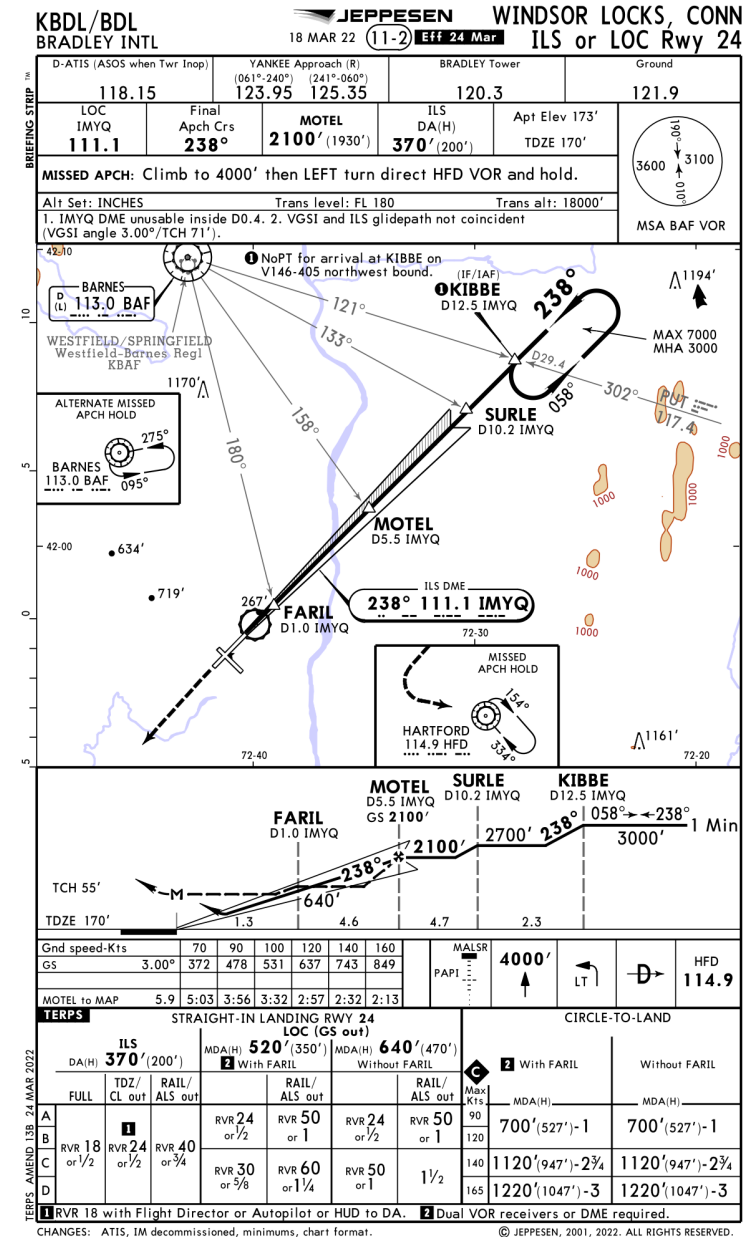 KBDL/BDL
BRADLEY INTL
JEPPESEN
18 MAR 22 11-2 Eff 24 Mar
WINDSOR LOCKS, CONN
ILS or LOC Rwy 24
BRIEFING STRIP TM
D-ATIS (ASOS when Twr Inop)
118.15
YANKEE Approach (R)
(061°-240°) (241°-060°)
123.95 125.35
BRADLEY Tower
120.3
Ground
121.9
LOC
IMYQ
111.1
Final
Apch Crs
238°
MOTEL
2100' (1930')
ILS
DA(H)
370' (200')
Apt Elev 173'
TDZE 170'
MISSED APCH: Climb to 4000' then LEFT turn direct HFD VOR and hold.
Alt Set: INCHES Trans level: FL 180 Trans alt: 18000'
1. IMYQ DME unusable inside D0.4. 2. VGSI and ILS glidepath not coincident
(VGSI angle 3.00°/TCH 71').
190°
3600 3100
010°
MSA BAF VOR
42-10
1 NoPT for arrival at KIBBE on
V146-405 northwest bound.
(IF/IAF)
1 KIBBE
D12.5 IMYQ
238°
1194'
BARNES
D
(L) 113.0 BAF
WESTFIELD/SPRINGFIELD
Westfield-Barnes Regl
KBAF
10
121°
133°
158°
180°
MAX 7000
MHA 3000
D29.4
058°
302°
PUT
117.4
1170'
ALTERNATE MISSED
APCH HOLD
275°
BARNES
113.0 BAF
095°
SURLE
D10.2 IMYQ
1000
1000
1000
5
MOTEL
D5.5 IMYQ
42-00
634'
719'
1000
ILS DME
238° 111.1 IMYQ
267'
FARIL
D1.0 IMYQ
0
1000
72-30
MISSED
APCH HOLD
154°
HARTFORD
114.9 HFD
334°
1161'
5
72-40
72-20
FARIL
D1.0 IMYQ
MOTEL
D5.5 IMYQ
GS 2100'
SURLE
D10.2 IMYQ
KIBBE
D12.5 IMYQ
058° 238°
1 Min
3000'
238°
2700'
2100'
238°
640'
TCH 55'
M
TDZE 170'
1.3 4.6 4.7 2.3
Gnd speed-Kts 70 90 100 120 140 160
GS 3.00° 372 478 531 637 743 849
MOTEL to MAP 5.9 5:03 3:56 3:32 2:57 2:32 2:13
MALSR
PAPI
4000'
LT
D
HFD
114.9
TERPS
STRAIGHT-IN LANDING RWY 24
CIRCLE-TO-LAND
ILS
DA(H) 370' (200')
LOC (GS out)
MDA(H) 520' (350')
2 With FARIL
MDA(H) 640' (470')
Without FARIL
FULL
TDZ/
CL out
RAIL/
ALS out
RAIL/
ALS out
RAIL/
ALS out
C
2 With FARIL
Without FARIL
Max
Kts
MDA(H)
MDA(H)
A
B
C
D
RVR 18
or 1/2
1
RVR 24
or 1/2
RVR 40
or 3/4
RVR 24
or 1/2
RVR 50
or 1
RVR 24
or 1/2
RVR 50
or 1
RVR 30
or 5/8
RVR 60
or 1 1/4
RVR 50
or 1
1 1/2
90
120
700' (527')-1
700' (527')-1
140
1120' (947')-2 3/4
1120' (947')-2 3/4
165
1220' (1047')-3
1220' (1047')-3
TERPS AMEND 13B 24 MAR 2022
1 RVR 18 with Flight Director or Autopilot or HUD to DA. 2 Dual VOR receivers or DME required.
CHANGES: ATIS, IM decommissioned, minimums, chart format.
© JEPPESEN, 2001, 2022. ALL RIGHTS RESERVED.